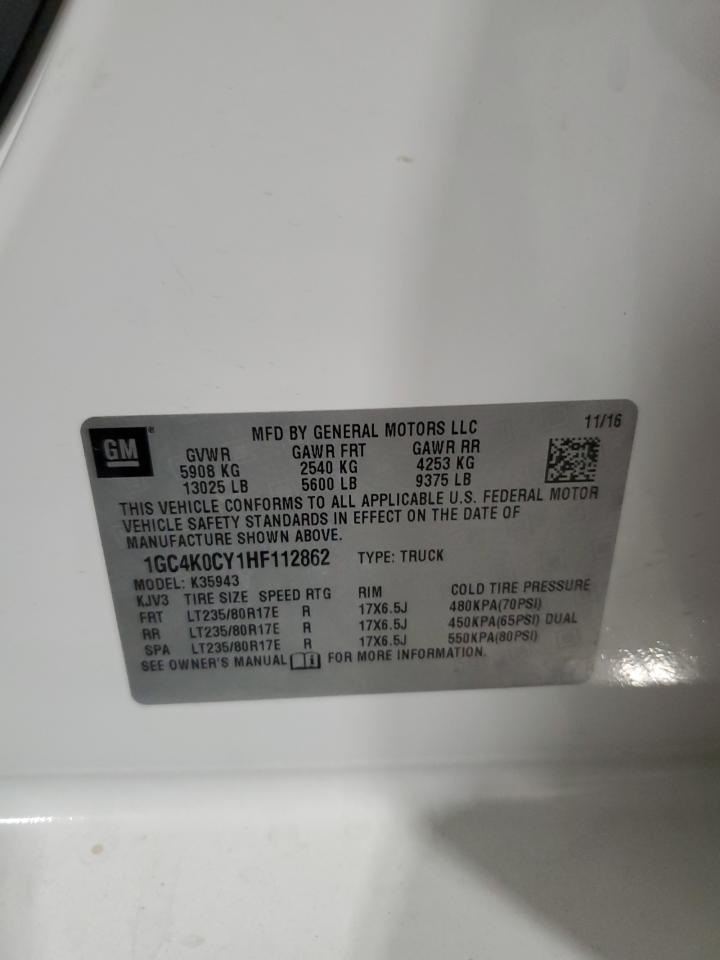 GM ®
MFD BY GENERAL MOTORS LLC 11/16
GVWR GAWR FRT GAWR RR
5908 KG 2540 KG 4253 KG
13025 LB 5600 LB 9375 LB
THIS VEHICLE CONFORMS TO ALL APPLICABLE U.S. FEDERAL MOTOR
VEHICLE SAFETY STANDARDS IN EFFECT ON THE DATE OF
MANUFACTURE SHOWN ABOVE.
1GC4K0CY1HF112862 TYPE: TRUCK
MODEL: K35943
KJV3 TIRE SIZE SPEED RTG RIM COLD TIRE PRESSURE
FRT LT235/80R17E R 17X6.5J 480KPA(70PSI)
RR LT235/80R17E R 17X6.5J 450KPA(65PSI) DUAL
SPA LT235/80R17E R 17X6.5J 550KPA(80PSI)
SEE OWNER'S MANUAL i FOR MORE INFORMATION.